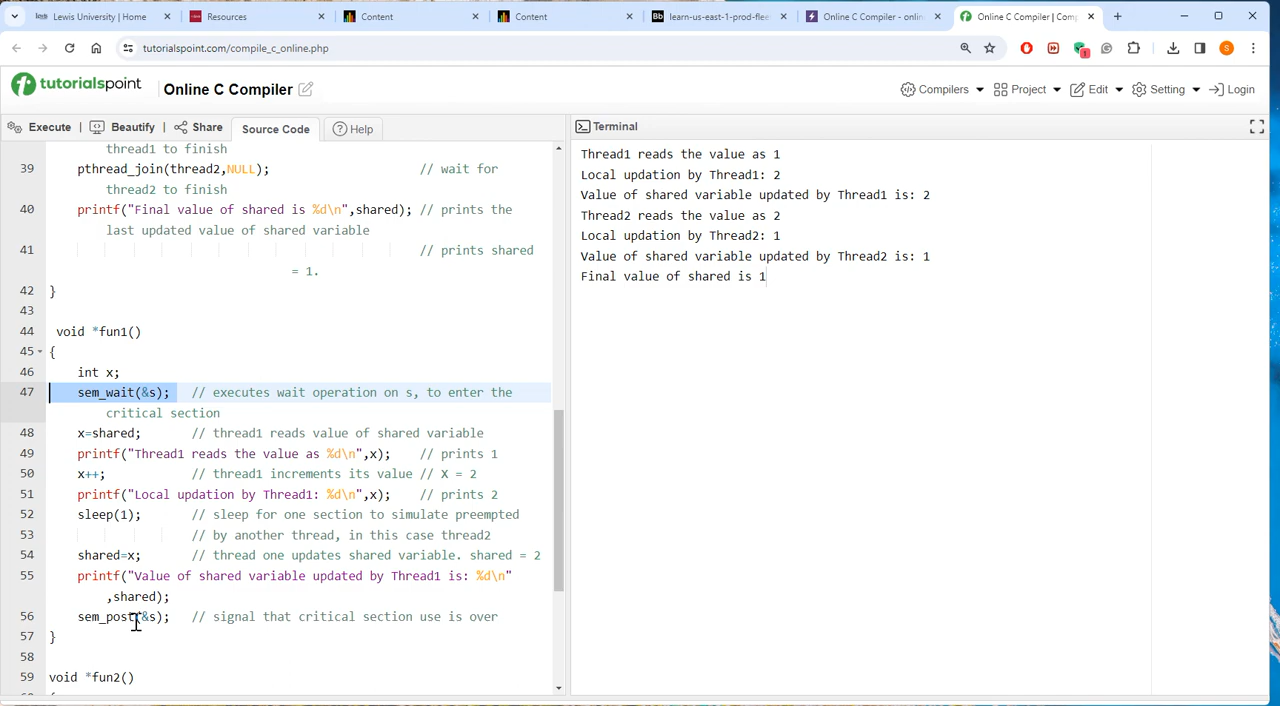 Lewis University | Home
Resources
Content
Content
Bb learn-us-east-1-prod-flee
Online C Compiler - onlin
Online C Compiler | Comp
tutorialspoint.com/compile_c_online.php
1
S
tutorialspoint
Online C Compiler
Compilers
Project
Edit
Setting
Login
Execute | Beautify | Share
Source Code
Help
Terminal
thread1 to finish
39 pthread_join(thread2,NULL); // wait for
thread2 to finish
40 printf("Final value of shared is %d\n",shared); // prints the
last updated value of shared variable
41 // prints shared
= 1.
42 }
43
44 void *fun1()
45 {
46 int x;
47 sem_wait(&s); // executes wait operation on s, to enter the
critical section
48 x=shared; // thread1 reads value of shared variable
49 printf("Thread1 reads the value as %d\n",x); // prints 1
50 x++; // thread1 increments its value // X = 2
51 printf("Local updation by Thread1: %d\n",x); // prints 2
52 sleep(1); // sleep for one section to simulate preempted
53 // by another thread, in this case thread2
54 shared=x; // thread one updates shared variable. shared = 2
55 printf("Value of shared variable updated by Thread1 is: %d\n"
,shared);
56 sem_post(&s); // signal that critical section use is over
57 }
58
59 void *fun2()
Thread1 reads the value as 1
Local updation by Thread1: 2
Value of shared variable updated by Thread1 is: 2
Thread2 reads the value as 2
Local updation by Thread2: 1
Value of shared variable updated by Thread2 is: 1
Final value of shared is 1